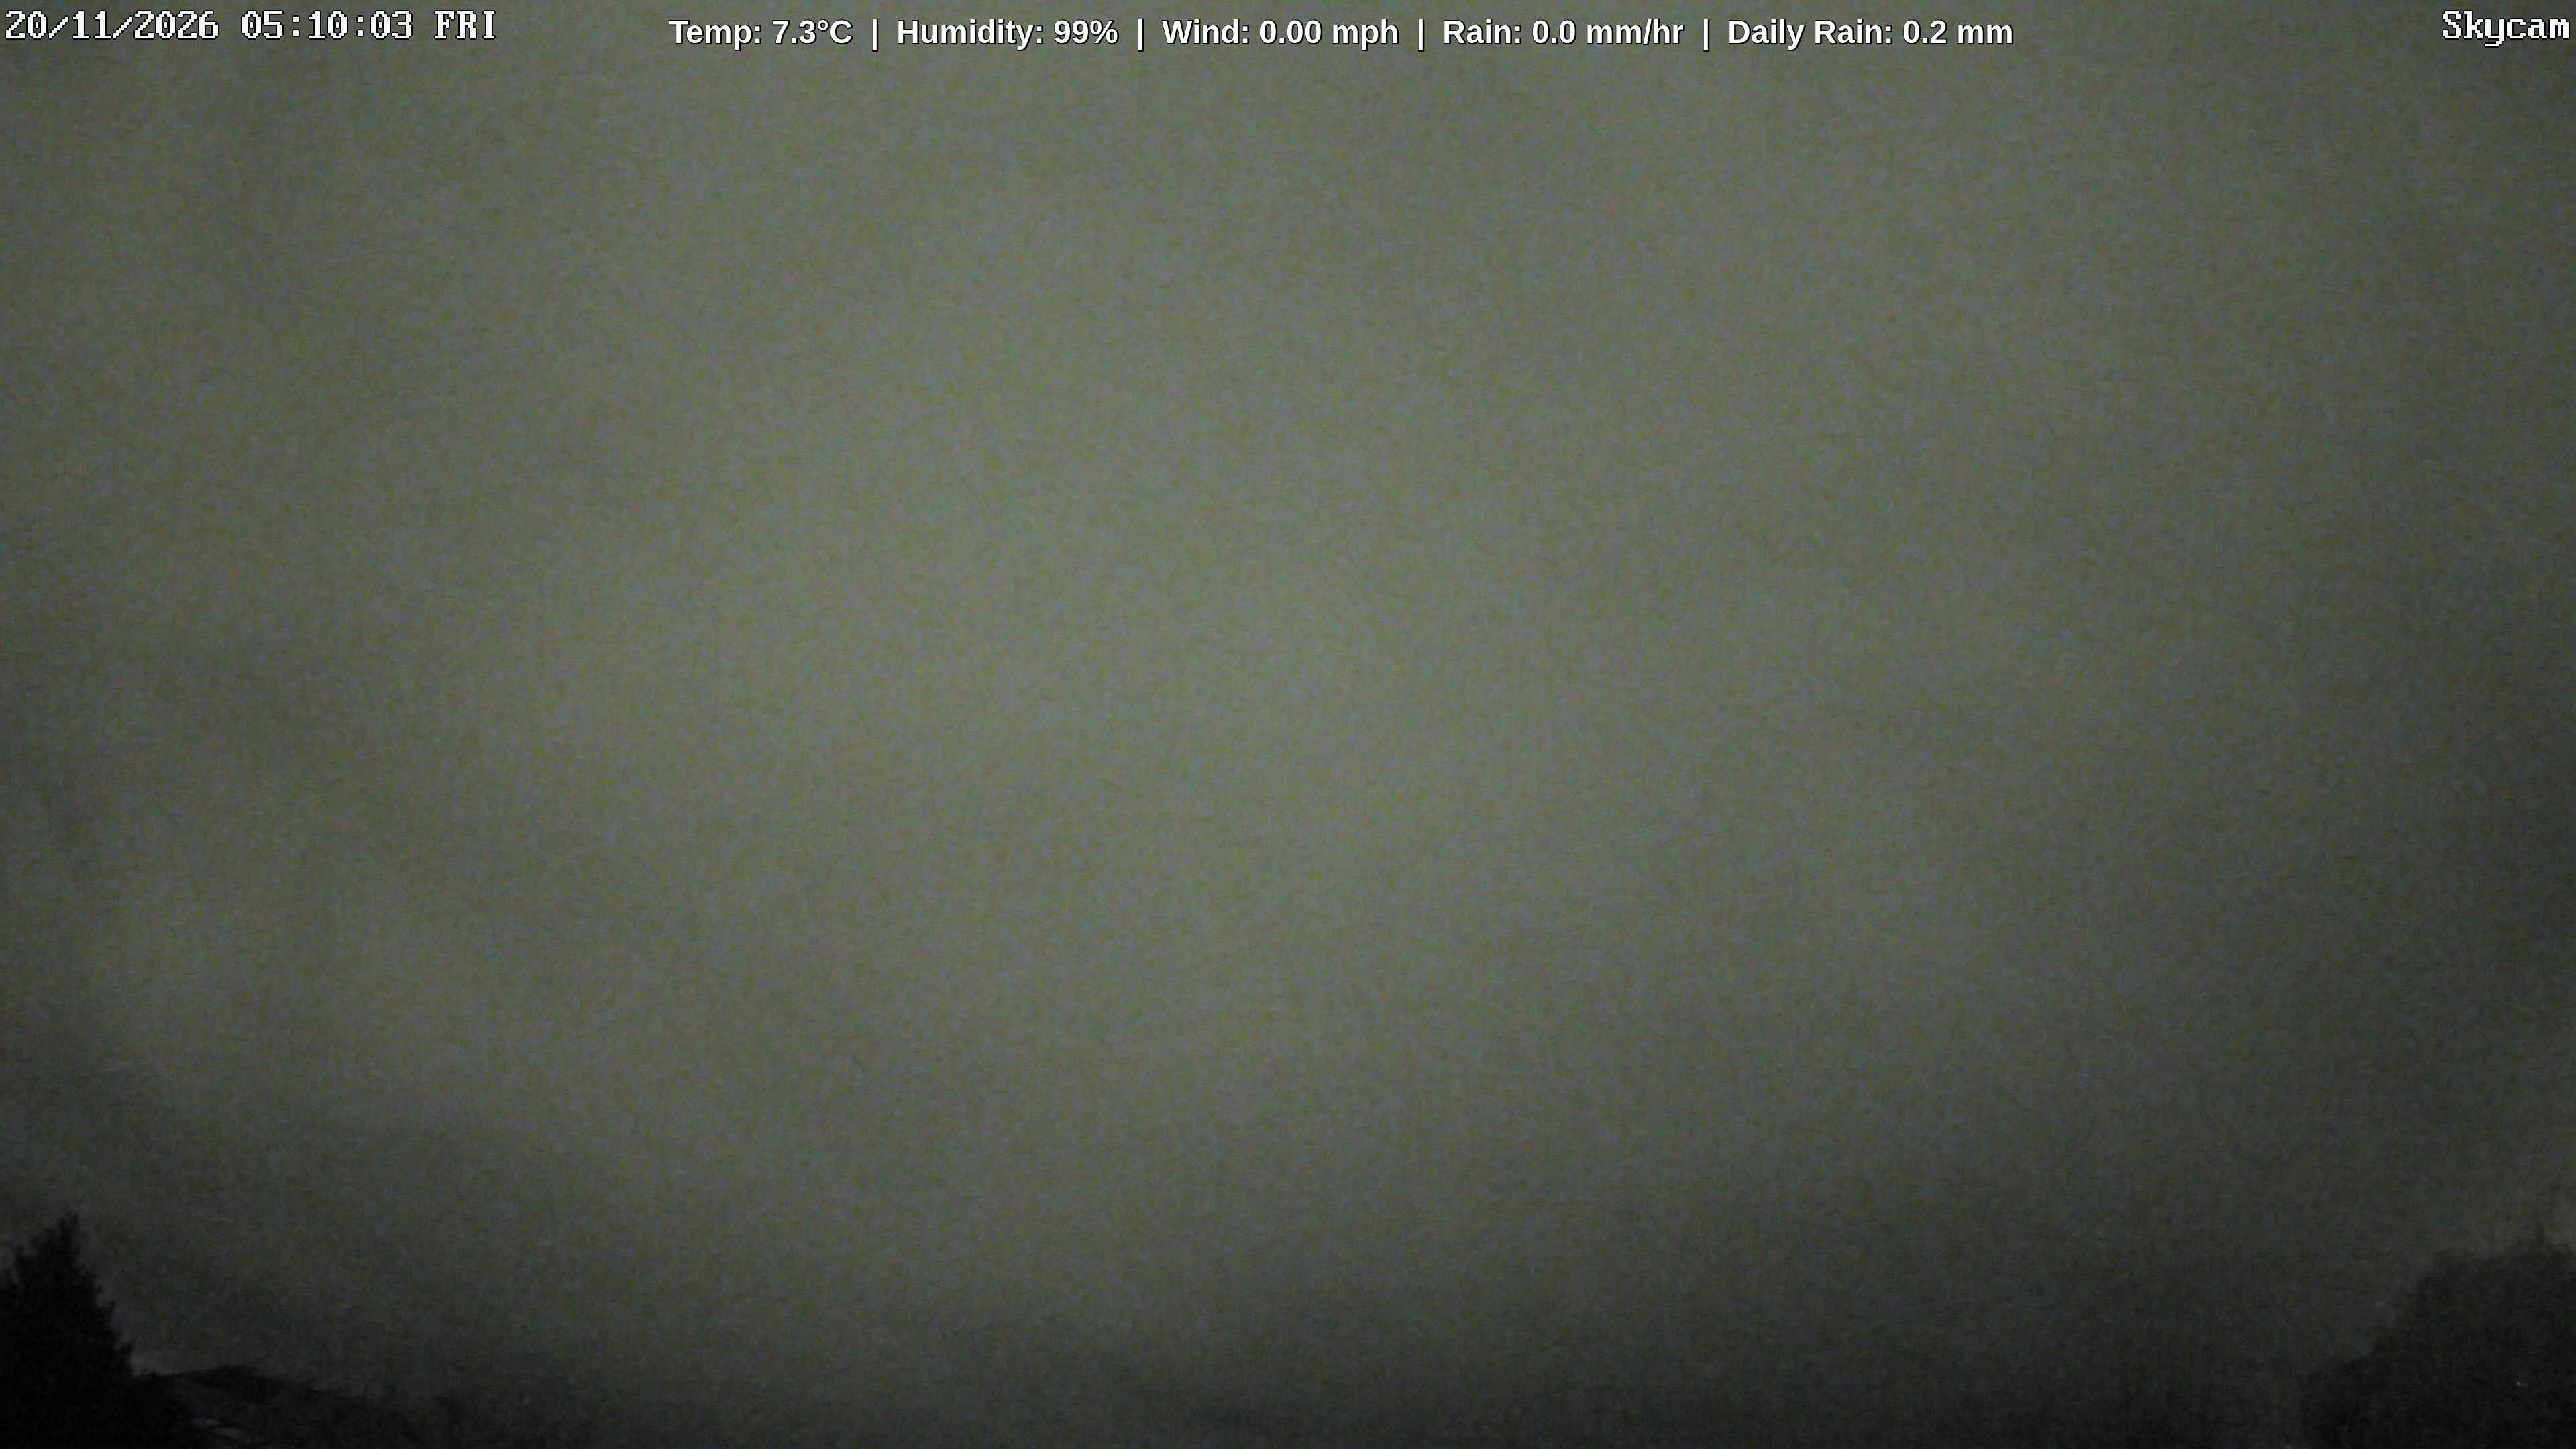 20/11/2026 05:10:03 FRI
Temp: 7.3°C | Humidity: 99% | Wind: 0.00 mph | Rain: 0.0 mm/hr | Daily Rain: 0.2 mm
Skycam